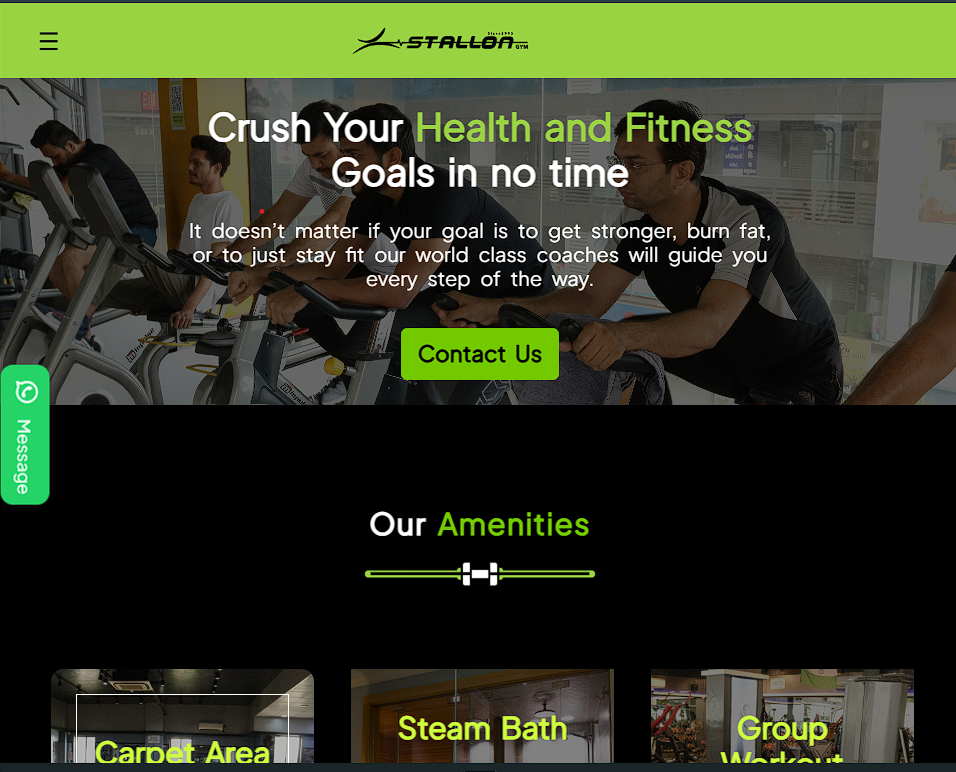 Since1995
STALLON
GYM
Crush Your Health and Fitness
Goals in no time
It doesn't matter if your goal is to get stronger, burn fat,
or to just stay fit our world class coaches will guide you
every step of the way.
Contact Us
Message
Our Amenities
Carpet Area
Steam Bath
Group
Workout